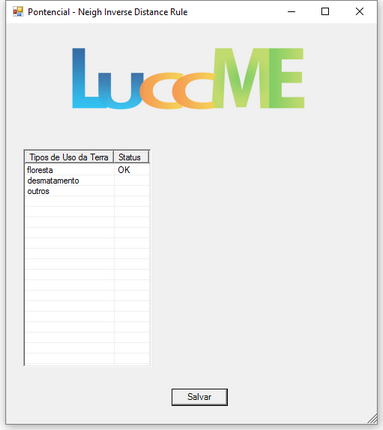 Pontencial - Neigh Inverse Distance Rule
LuccME
Tipos de Uso da Terra Status
floresta OK
desmatamento
outros
Salvar